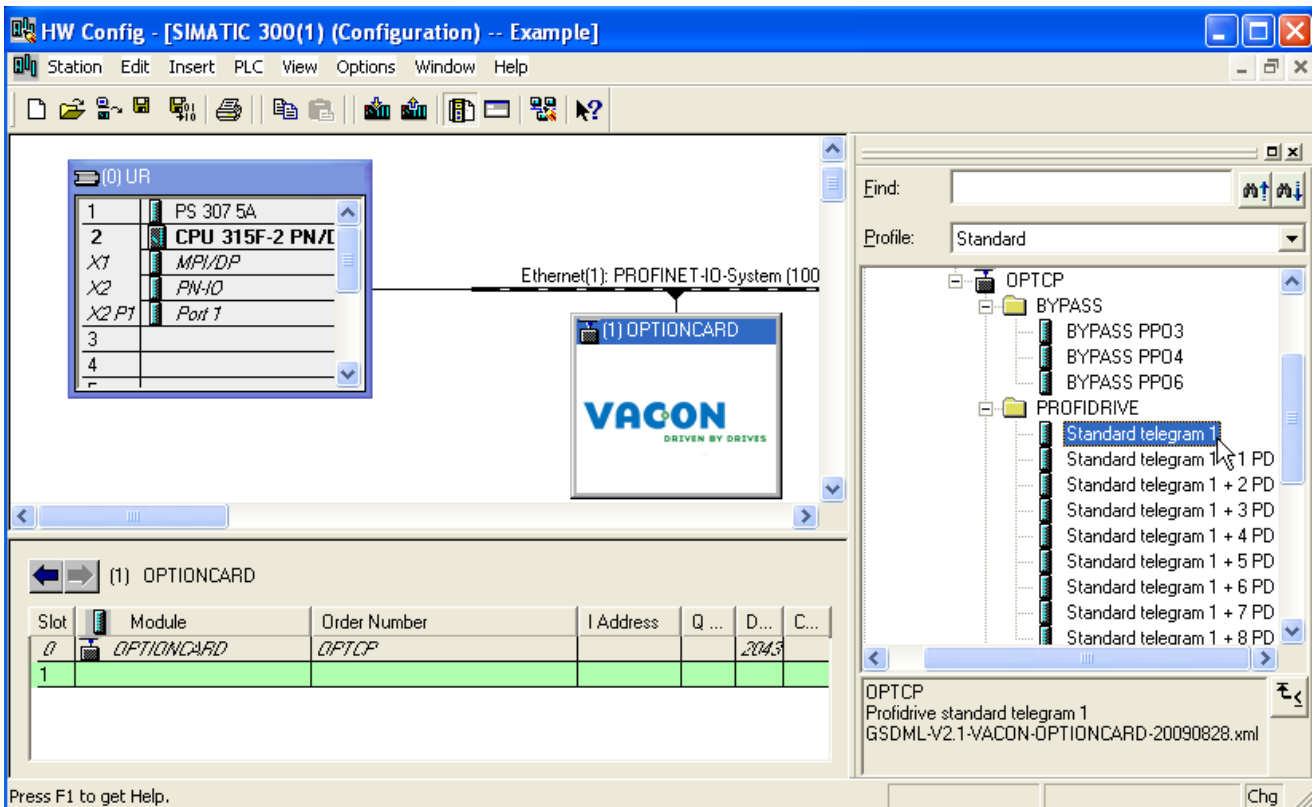 HW Config - [SIMATIC 300(1) (Configuration) -- Example]
Station Edit Insert PLC View Options Window Help
(0) UR
1 PS 307 5A
2 CPU 315F-2 PN/D
X1 MPI/DP
X2 PN-IO
X2 P1 Port 1
3
4
Ethernet(1): PROFINET-IO-System (100
(1) OPTIONCARD
VACON
DRIVEN BY DRIVES
(1) OPTIONCARD
Slot Module Order Number I Address Q ... D... C...
0 OPTIONCARD OPTCP 2043
1
Find:
Profile: Standard
OPTCP
BYPASS
BYPASS PPO3
BYPASS PPO4
BYPASS PPO6
PROFIDRIVE
Standard telegram 1
Standard telegram 1 + 1 PD
Standard telegram 1 + 2 PD
Standard telegram 1 + 3 PD
Standard telegram 1 + 4 PD
Standard telegram 1 + 5 PD
Standard telegram 1 + 6 PD
Standard telegram 1 + 7 PD
Standard telegram 1 + 8 PD
OPTCP
Profidrive standard telegram 1
GSDML-V2.1-VACON-OPTIONCARD-20090828.xml
Press F1 to get Help.
Chg